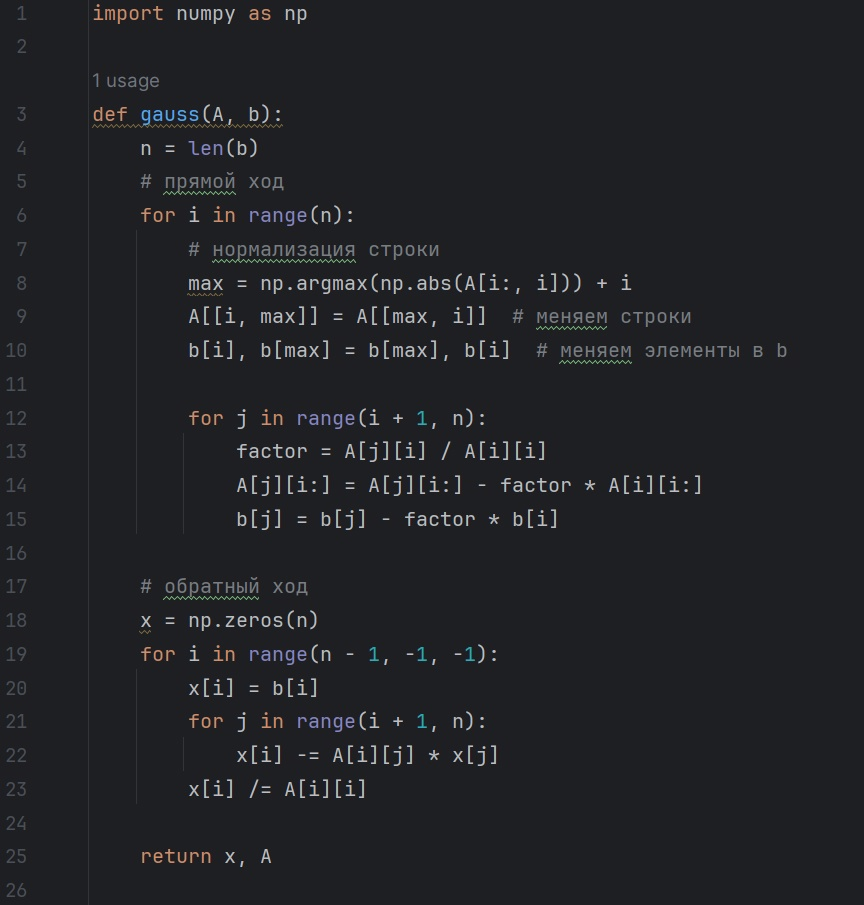 1 import numpy as np
2
1 usage
3 def gauss(A, b):
4     n = len(b)
5     # прямой ход
6     for i in range(n):
7         # нормализация строки
8         max = np.argmax(np.abs(A[i:, i])) + i
9         A[[i, max]] = A[[max, i]]  # меняем строки
10         b[i], b[max] = b[max], b[i]  # меняем элементы в b
11
12         for j in range(i + 1, n):
13             factor = A[j][i] / A[i][i]
14             A[j][i:] = A[j][i:] - factor * A[i][i:]
15             b[j] = b[j] - factor * b[i]
16
17     # обратный ход
18     x = np.zeros(n)
19     for i in range(n - 1, -1, -1):
20         x[i] = b[i]
21         for j in range(i + 1, n):
22             x[i] -= A[i][j] * x[j]
23         x[i] /= A[i][i]
24
25     return x, A
26